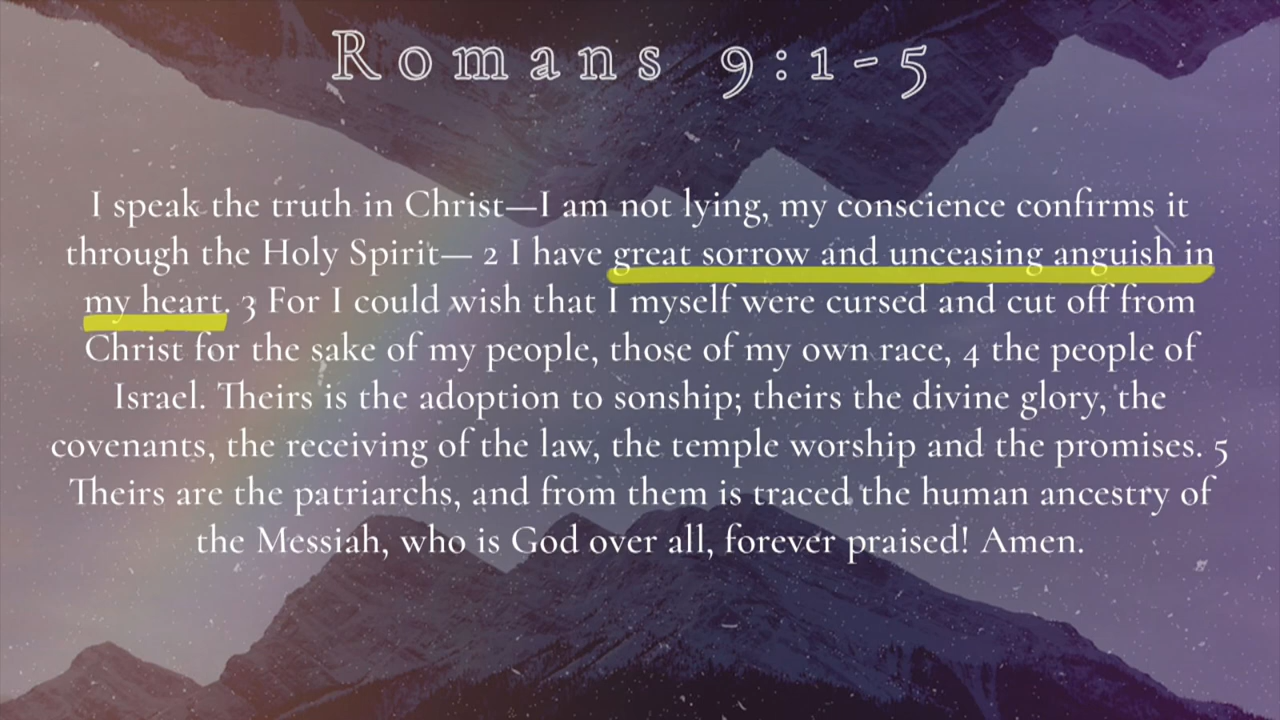 Romans 9:1-5
I speak the truth in Christ—I am not lying, my conscience confirms it
through the Holy Spirit— 2 I have great sorrow and unceasing anguish in
my heart. 3 For I could wish that I myself were cursed and cut off from
Christ for the sake of my people, those of my own race, 4 the people of
Israel. Theirs is the adoption to sonship; theirs the divine glory, the
covenants, the receiving of the law, the temple worship and the promises. 5
Theirs are the patriarchs, and from them is traced the human ancestry of
the Messiah, who is God over all, forever praised! Amen.